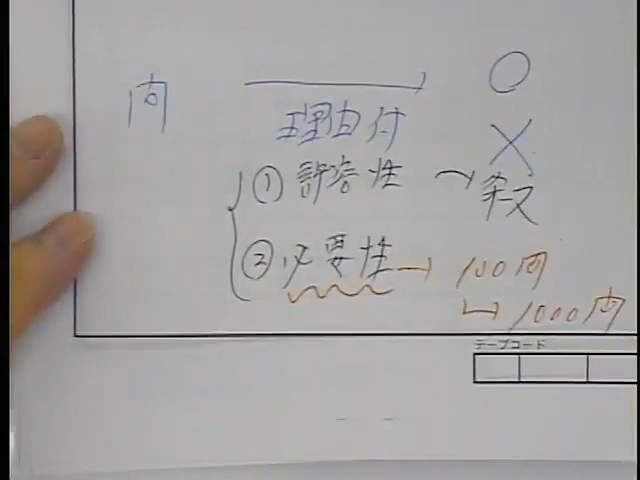 向 → ○
理由付 ×
① 許容性 → 殺
② 必要性 → 100円
→ 1000円
テープコード